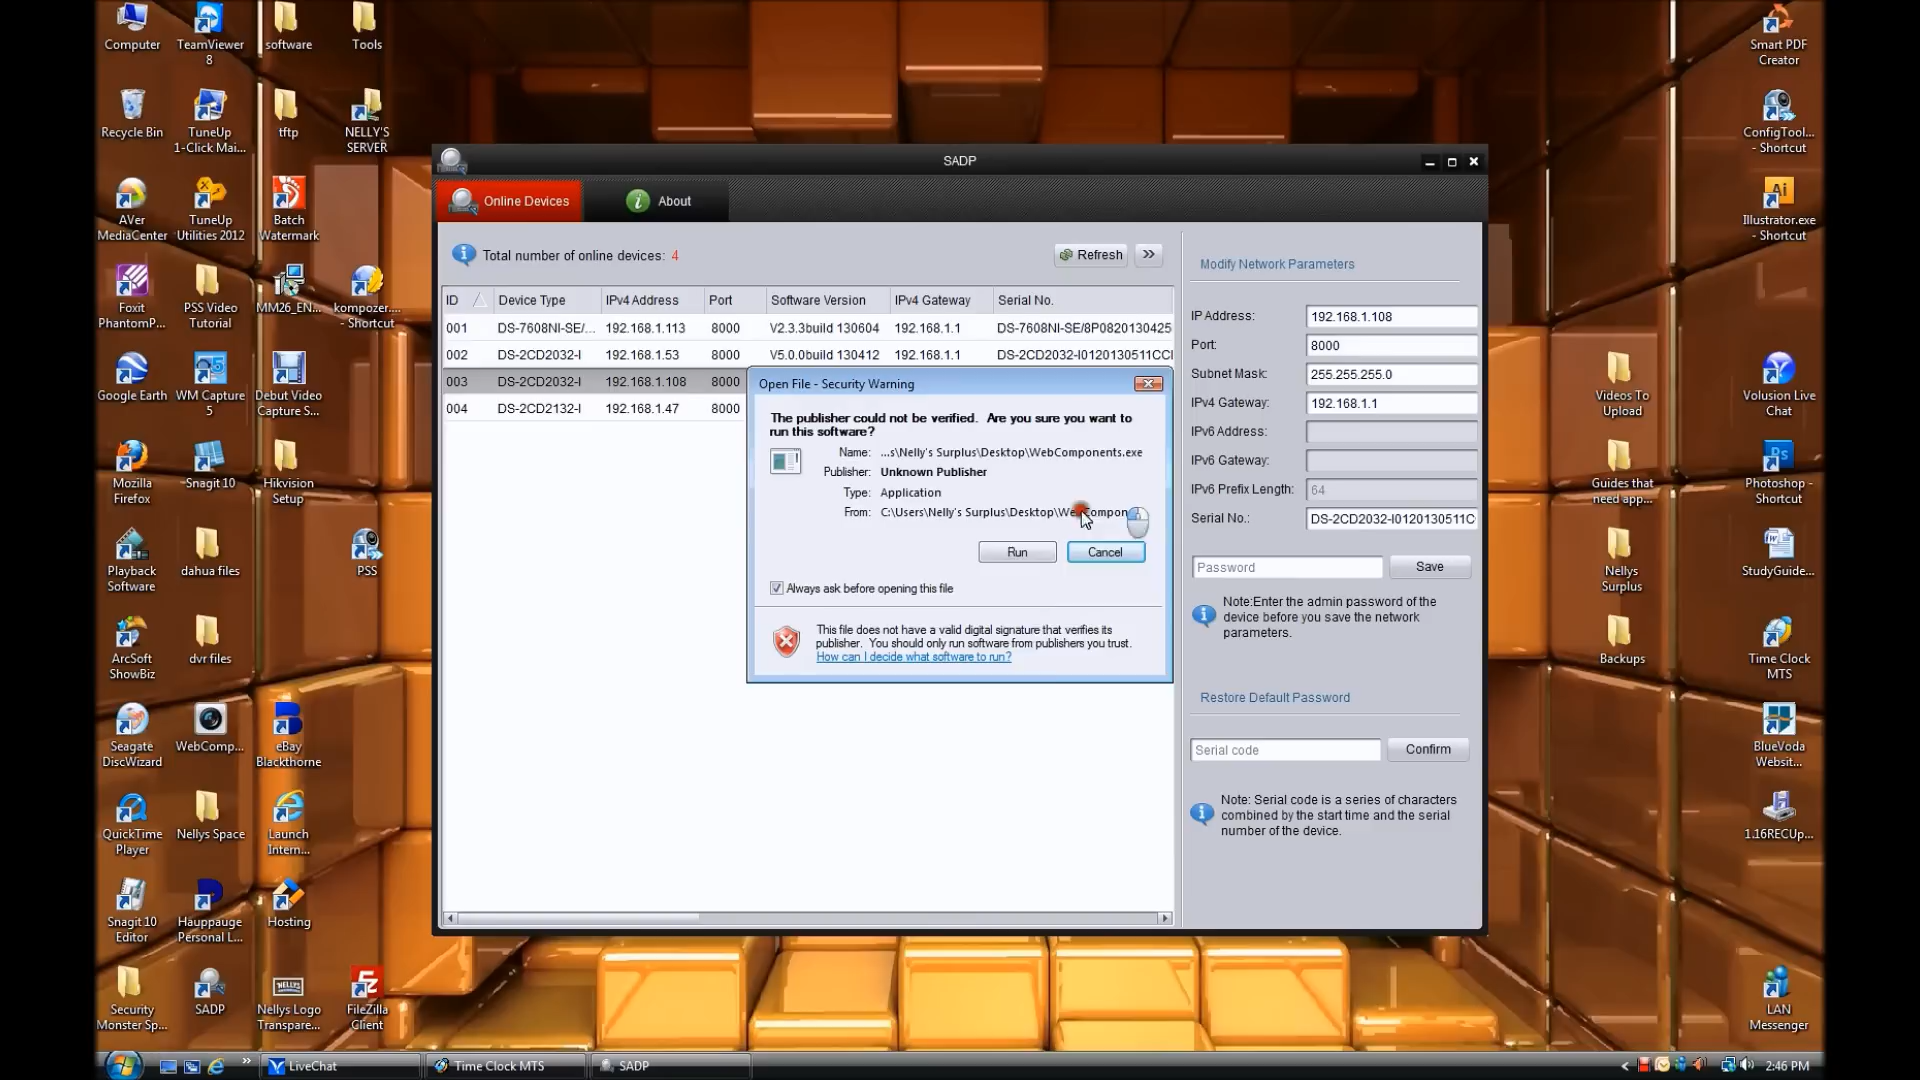 Computer
TeamViewer
8
software
Tools
Smart PDF
Creator
Recycle Bin
TuneUp
1-Click Mai...
tftp
NELLY'S
SERVER
ConfigTool...
- Shortcut
AVer
MediaCenter
TuneUp
Utilities 2012
Batch
Watermark
Illustrator.exe
- Shortcut
Foxit
PhantomP...
PSS Video
Tutorial
MM26_EN...
kompozer....
- Shortcut
Google Earth
WM Capture
5
Debut Video
Capture S...
Videos To
Upload
Volusion Live
Chat
Mozilla
Firefox
Snagit 10
Hikvision
Setup
Guides that
need app...
Photoshop -
Shortcut
Playback
Software
dahua files
PSS
Nellys
Surplus
StudyGuide...
ArcSoft
ShowBiz
dvr files
Backups
Time Clock
MTS
Seagate
DiscWizard
WebComp...
eBay
Blackthorne
BlueVoda
Websit...
QuickTime
Player
Nellys Space
Launch
Intern...
1.16RECUp...
Snagit 10
Editor
Hauppauge
Personal L...
Hosting
Security
Monster Sp...
SADP
Nellys Logo
Transpare...
FileZilla
Client
LAN
Messenger
SADP
Online Devices
About
Total number of online devices: 4
Refresh
ID Device Type IPv4 Address Port Software Version IPv4 Gateway Serial No.
001 DS-7608NI-SE/... 192.168.1.113 8000 V2.3.3build 130604 192.168.1.1 DS-7608NI-SE/8P0820130425
002 DS-2CD2032-I 192.168.1.53 8000 V5.0.0build 130412 192.168.1.1 DS-2CD2032-I0120130511CCI
003 DS-2CD2032-I 192.168.1.108 8000
004 DS-2CD2132-I 192.168.1.47 8000
Open File - Security Warning
The publisher could not be verified. Are you sure you want to
run this software?
Name: ...s\Nelly's Surplus\Desktop\WebComponents.exe
Publisher: Unknown Publisher
Type: Application
From: C:\Users\Nelly's Surplus\Desktop\WebCompon
Run
Cancel
Always ask before opening this file
This file does not have a valid digital signature that verifies its
publisher. You should only run software from publishers you trust.
How can I decide what software to run?
Modify Network Parameters
IP Address: 192.168.1.108
Port: 8000
Subnet Mask: 255.255.255.0
IPv4 Gateway: 192.168.1.1
IPv6 Address:
IPv6 Gateway:
IPv6 Prefix Length: 64
Serial No.: DS-2CD2032-I0120130511C
Password
Save
Note:Enter the admin password of the
device before you save the network
parameters.
Restore Default Password
Serial code
Confirm
Note: Serial code is a series of characters
combined by the start time and the serial
number of the device.
LiveChat
Time Clock MTS
SADP
2:46 PM